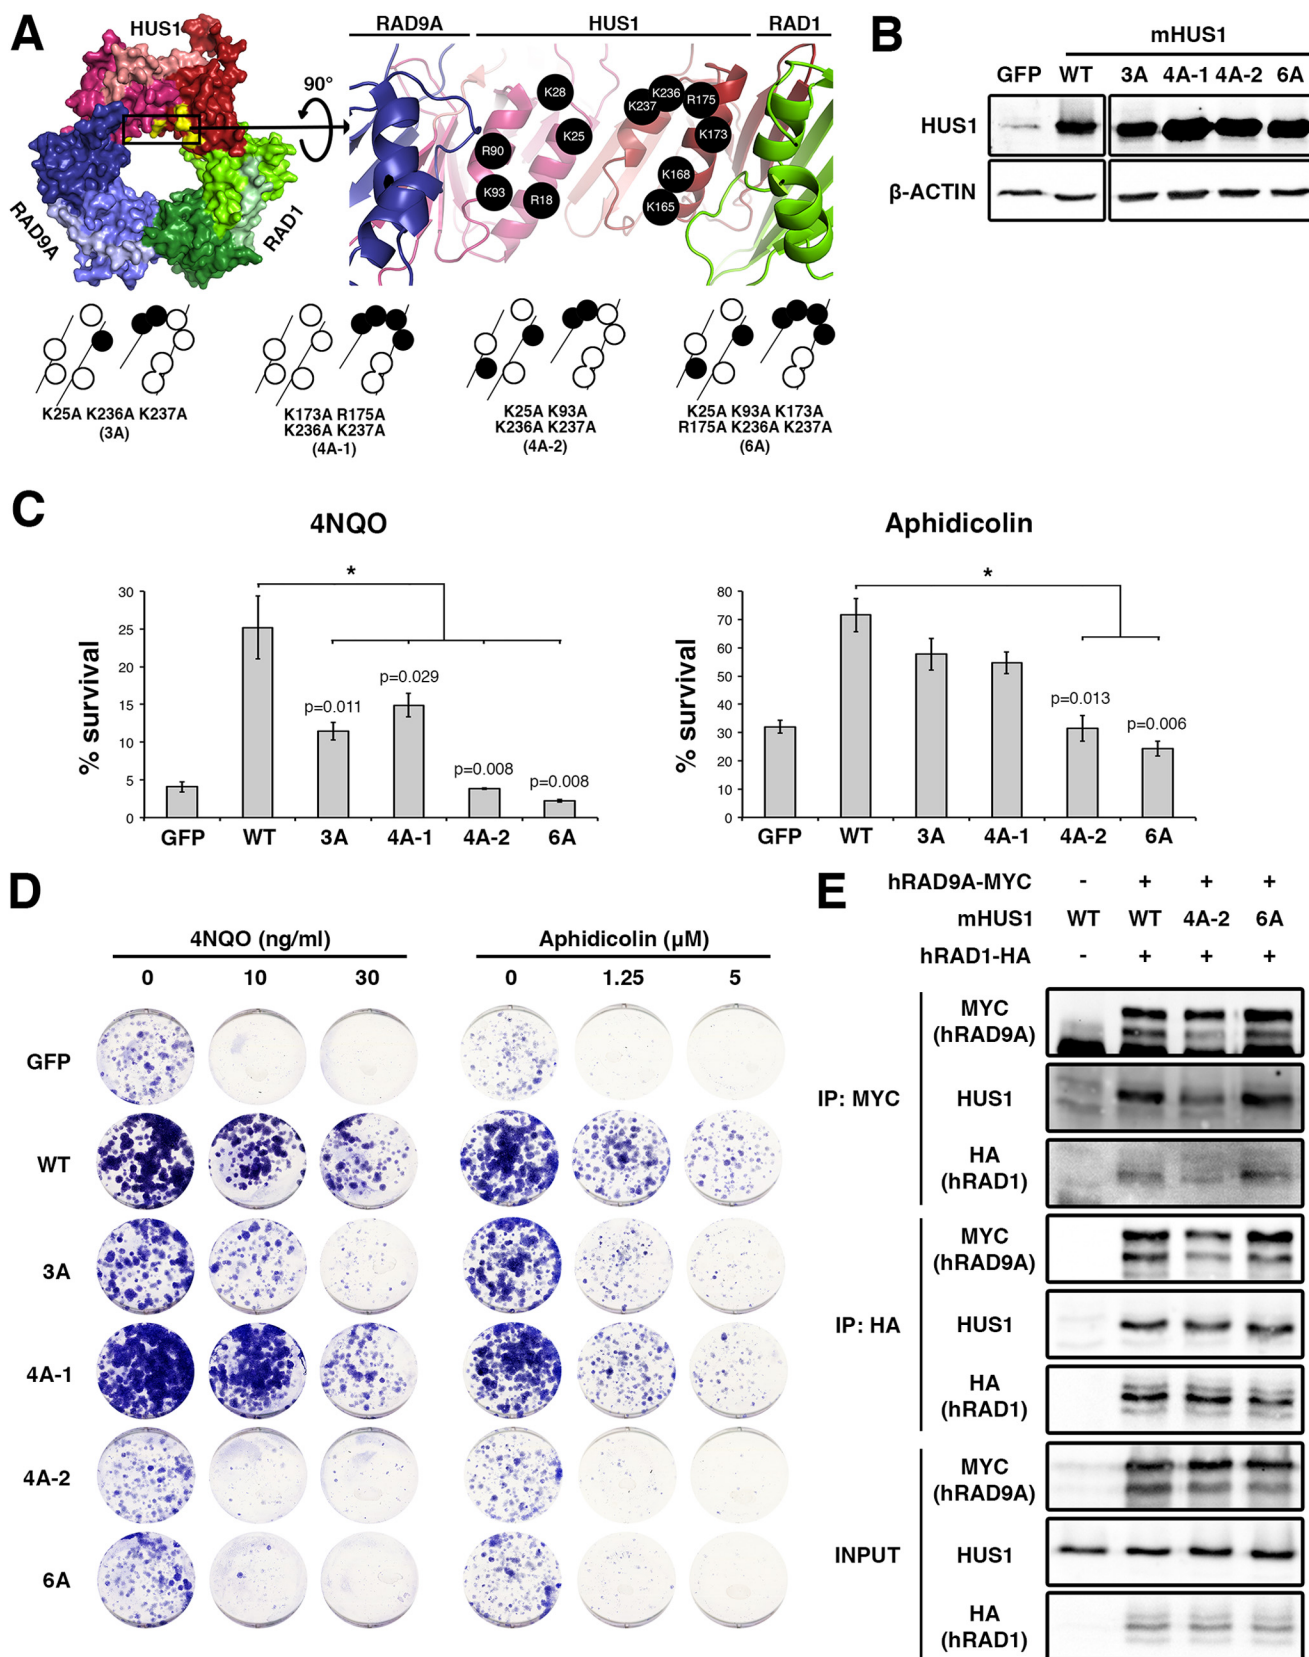 A
HUS1
RAD9A
RAD1
90°
RAD9A HUS1 RAD1
K28
K25
R90
K93
R18
K236
K237
R175
K173
K168
K165
K25A K236A K237A
(3A)
K173A R175A
K236A K237A
(4A-1)
K25A K93A
K236A K237A
(4A-2)
K25A K93A K173A
R175A K236A K237A
(6A)
B
mHUS1
GFP WT 3A 4A-1 4A-2 6A
HUS1
β-ACTIN
C
4NQO
% survival
30
25
20
15
10
5
0
*
p=0.011
p=0.029
p=0.008
p=0.008
GFP WT 3A 4A-1 4A-2 6A
Aphidicolin
% survival
80
70
60
50
40
30
20
10
0
*
p=0.013
p=0.006
GFP WT 3A 4A-1 4A-2 6A
D
4NQO (ng/ml) Aphidicolin (μM)
0 10 30 0 1.25 5
GFP
WT
3A
4A-1
4A-2
6A
E
hRAD9A-MYC - + + +
mHUS1 WT WT 4A-2 6A
hRAD1-HA - + + +
IP: MYC
MYC
(hRAD9A)
HUS1
HA
(hRAD1)
IP: HA
MYC
(hRAD9A)
HUS1
HA
(hRAD1)
INPUT
MYC
(hRAD9A)
HUS1
HA
(hRAD1)